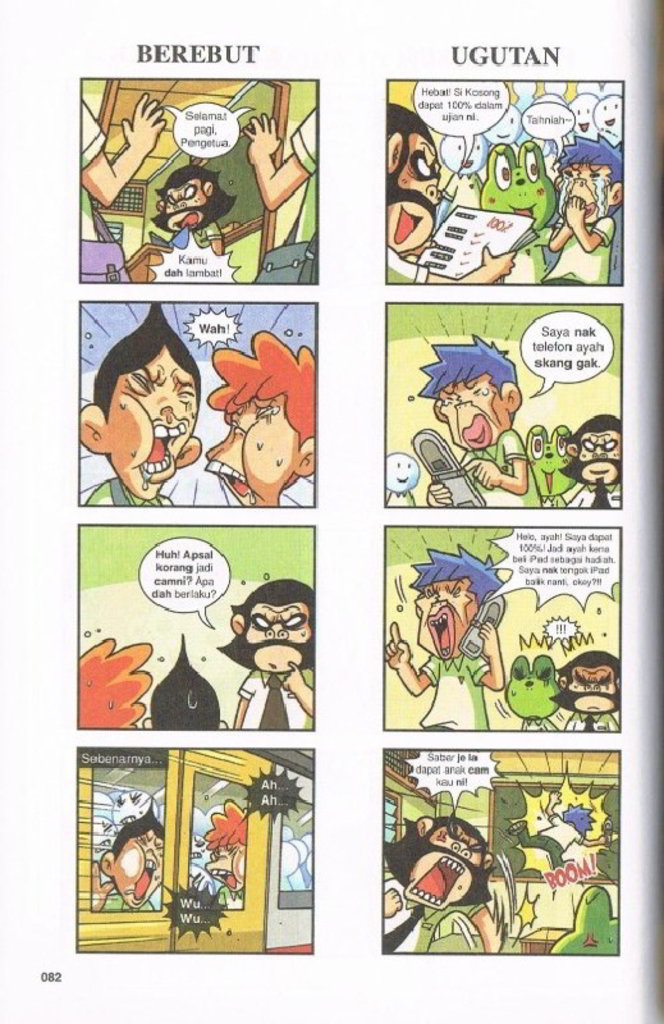 BEREBUT
Selamat
pagi,
Pengetua.
Kamu
dah lambat!
Wah!
Huh! Apsal
korang jadi
camni? Apa
dah berlaku?
Sebenarnya...
Ah...
Ah...
Wu...
Wu...
UGUTAN
Hebat! Si Kosong
dapat 100% dalam
ujian ni.
Tahniah~
100%
Saya nak
telefon ayah
skang gak.
Helo, ayah! Saya dapat
100%! Jadi ayah kena
beli iPad sebagai hadiah.
Saya nak tengok iPad
balik nanti, okey?!!
!!!
Sabar je la
dapat anak cam
kau ni!
BOOM!
082